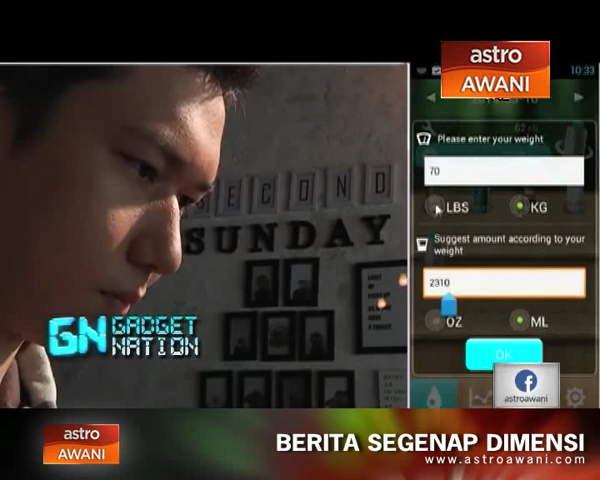 astro
AWANI
10:33
Please enter your weight
70
LBS
KG
Suggest amount according to your
weight
2310
OZ
ML
OK
SECOND
SUNDAY
GN GADGET
NATION
astroawani
astro
AWANI
BERITA SEGENAP DIMENSI
www.astroawani.com